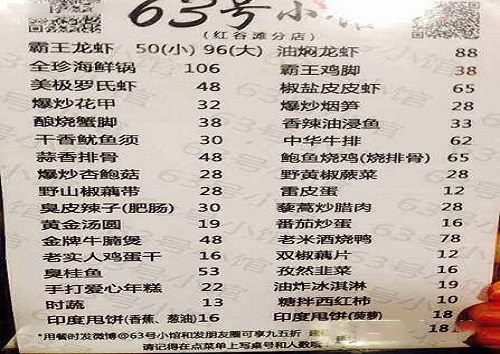 63号小馆
(红谷滩分店)
霸王龙虾 50(小) 96(大) 油焖龙虾 88
全珍海鲜锅 106 霸王鸡脚 38
美极罗氏虾 48 椒盐皮皮虾 65
爆炒花甲 32 爆炒烟笋 28
酿烧蟹脚 38 香辣油浸鱼 33
干香鱿鱼须 30 中华牛排 62
蒜香排骨 48 鲍鱼烧鸡(烧排骨) 65
爆炒杏鲍菇 28 野黄椒蕨菜 28
野山椒藕带 28 雷皮蛋 12
臭皮辣子(肥肠) 30 藜蒿炒腊肉 28
黄金汤圆 19 番茄炒蛋 16
金牌牛腩煲 48 老米酒烧鸭 78
老实人鸡蛋干 16 双椒藕片 12
臭桂鱼 53 孜然韭菜 16
手打爱心年糕 22 油炸冰淇淋 19
时蔬 13 糖拌西红柿 10
印度甩饼(香蕉、葱油) 16 印度甩饼(菠萝) 18
*用餐时发微博@63号小馆和发朋友圈可享九五折 18
请记得在点菜单上写桌号和人数